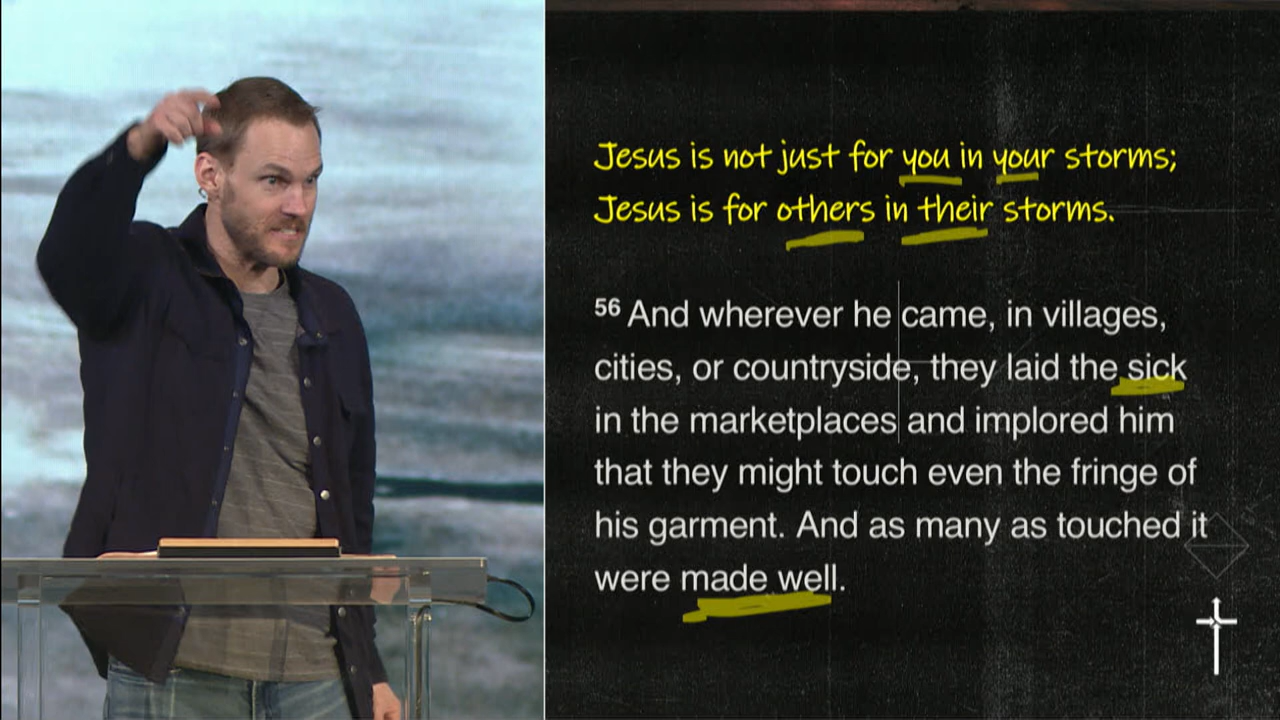 Jesus is not just for you in your storms;
Jesus is for others in their storms.
56 And wherever he came, in villages,
cities, or countryside, they laid the sick
in the marketplaces and implored him
that they might touch even the fringe of
his garment. And as many as touched it
were made well.